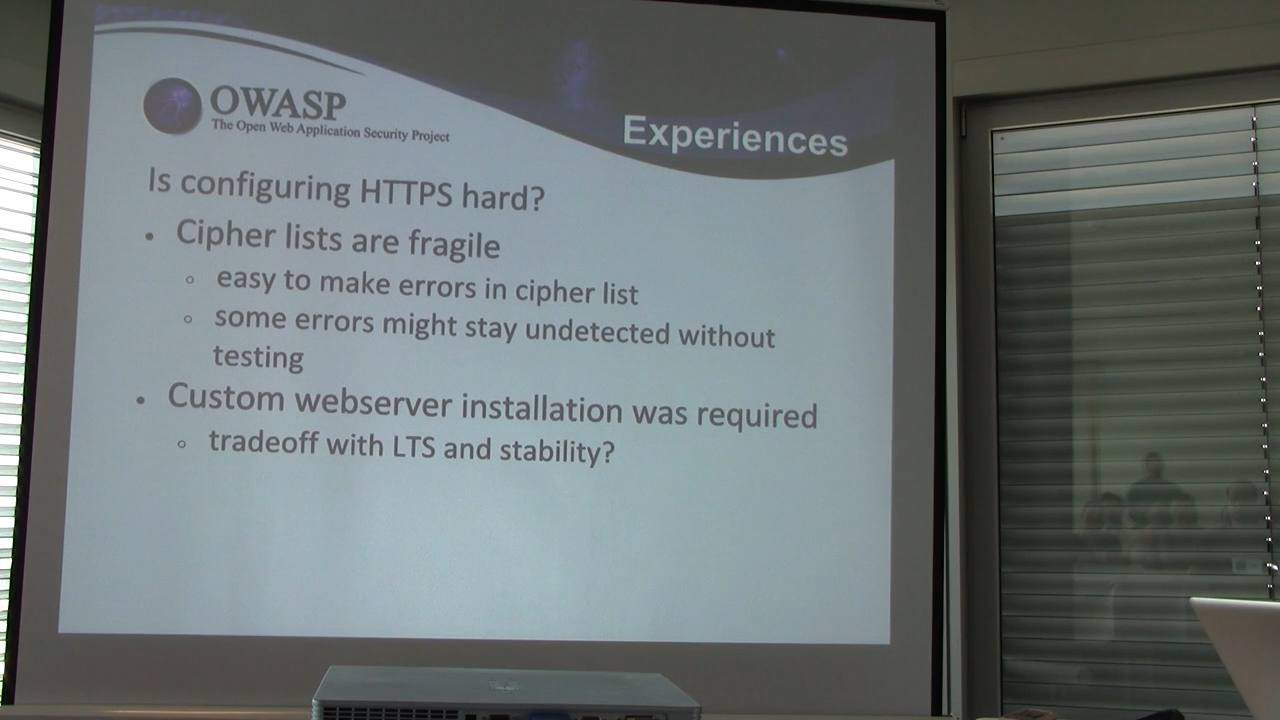 OWASP
The Open Web Application Security Project
Experiences
Is configuring HTTPS hard?
• Cipher lists are fragile
◦ easy to make errors in cipher list
◦ some errors might stay undetected without
testing
• Custom webserver installation was required
◦ tradeoff with LTS and stability?